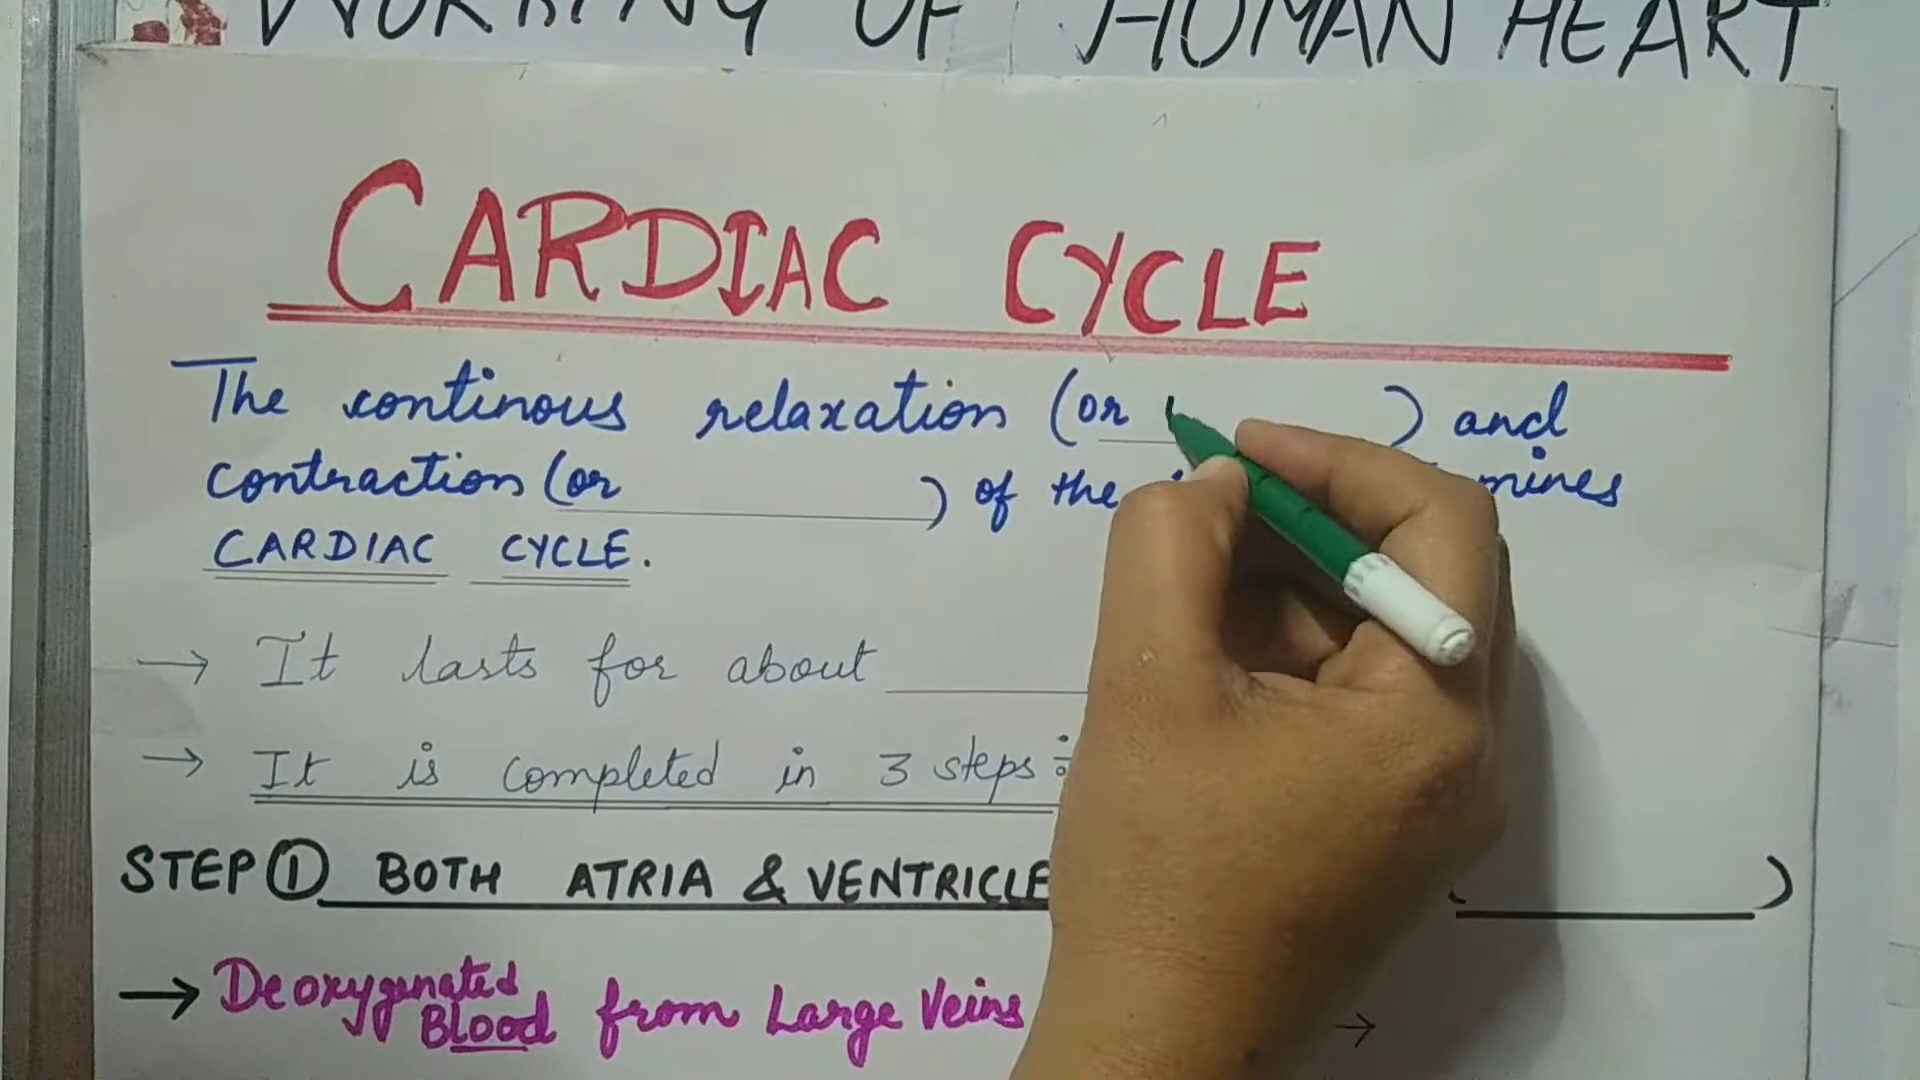 WORKING OF HUMAN HEART
CARDIAC CYCLE
The continous relaxation (or ) and
contraction (or ) of the
CARDIAC CYCLE.
→ It lasts for about
→ It is completed in 3 steps :
STEP ① BOTH ATRIA & VENTRICLE ( )
→ Deoxygenated Blood from Large Veins →